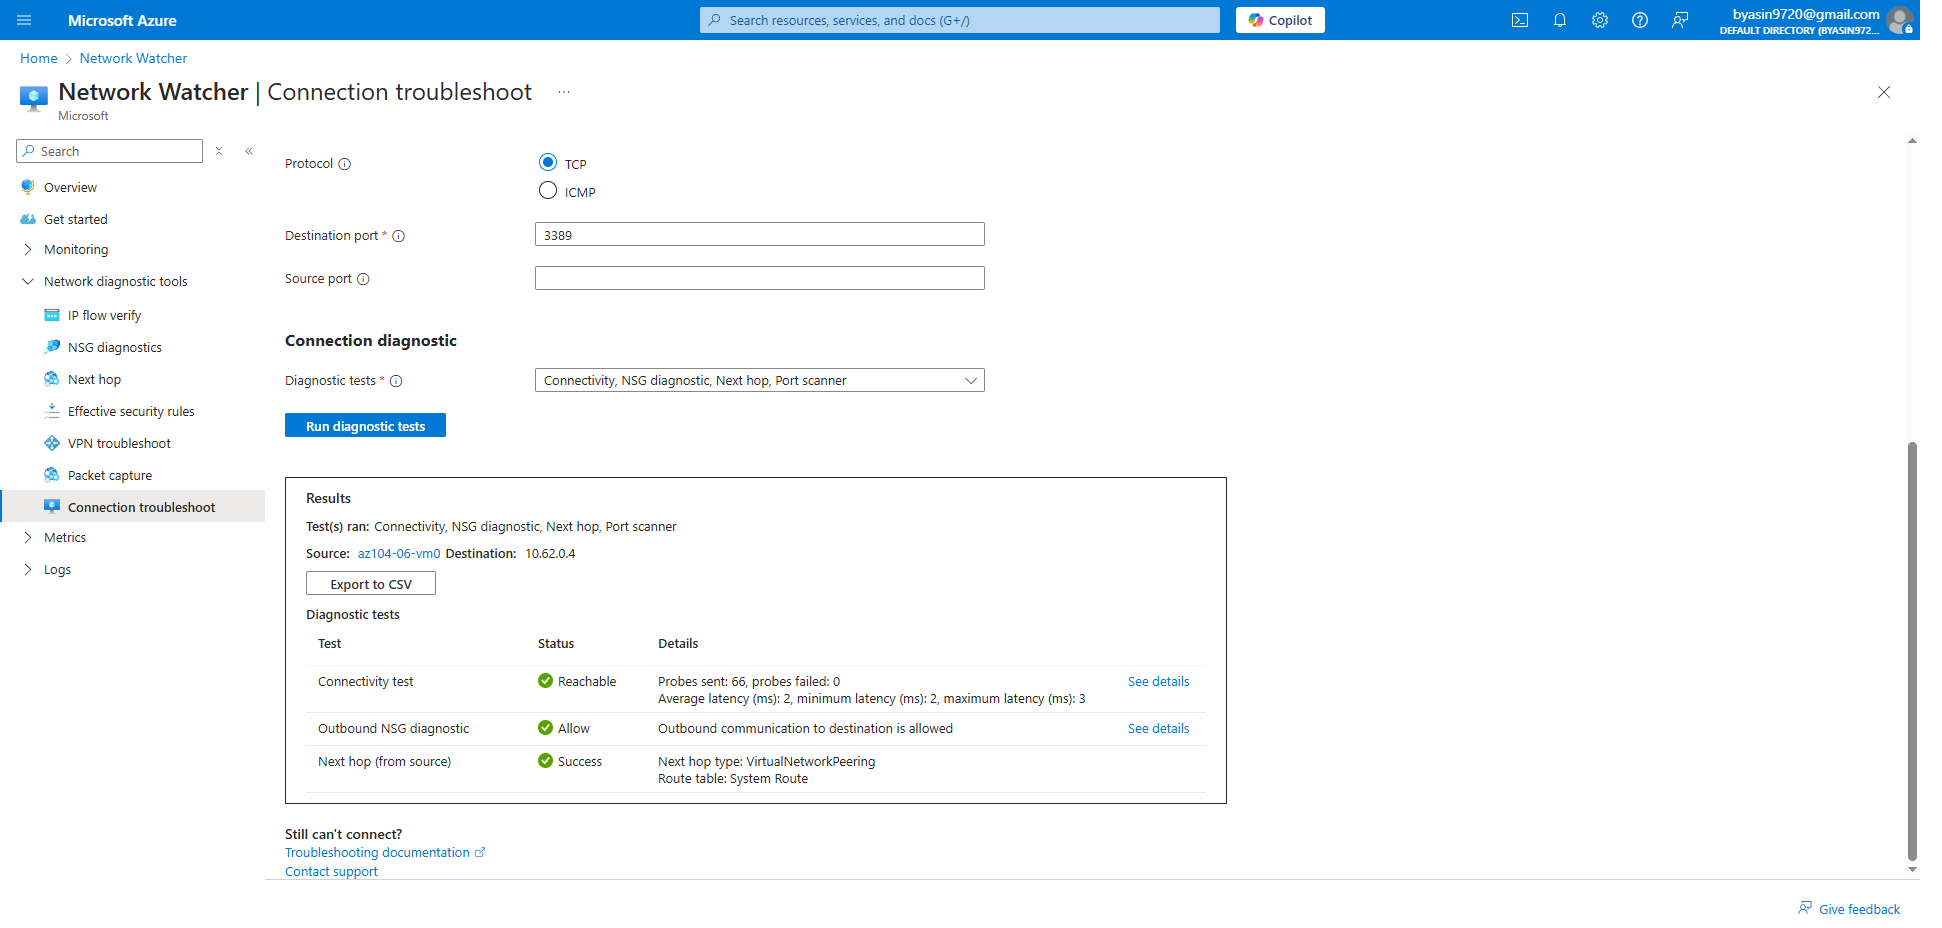 Microsoft Azure
Search resources, services, and docs (G+/)
Copilot
byasin9720@gmail.com
DEFAULT DIRECTORY (BYASIN972...
Home > Network Watcher
Network Watcher | Connection troubleshoot ...
Microsoft
Search
Overview
Get started
Monitoring
Network diagnostic tools
IP flow verify
NSG diagnostics
Next hop
Effective security rules
VPN troubleshoot
Packet capture
Connection troubleshoot
Metrics
Logs
Protocol
TCP
ICMP
Destination port *
3389
Source port
Connection diagnostic
Diagnostic tests *
Connectivity, NSG diagnostic, Next hop, Port scanner
Run diagnostic tests
Results
Test(s) ran: Connectivity, NSG diagnostic, Next hop, Port scanner
Source: az104-06-vm0 Destination: 10.62.0.4
Export to CSV
Diagnostic tests
Test Status Details
Connectivity test Reachable Probes sent: 66, probes failed: 0 See details
Average latency (ms): 2, minimum latency (ms): 2, maximum latency (ms): 3
Outbound NSG diagnostic Allow Outbound communication to destination is allowed See details
Next hop (from source) Success Next hop type: VirtualNetworkPeering
Route table: System Route
Still can't connect?
Troubleshooting documentation
Contact support
Give feedback